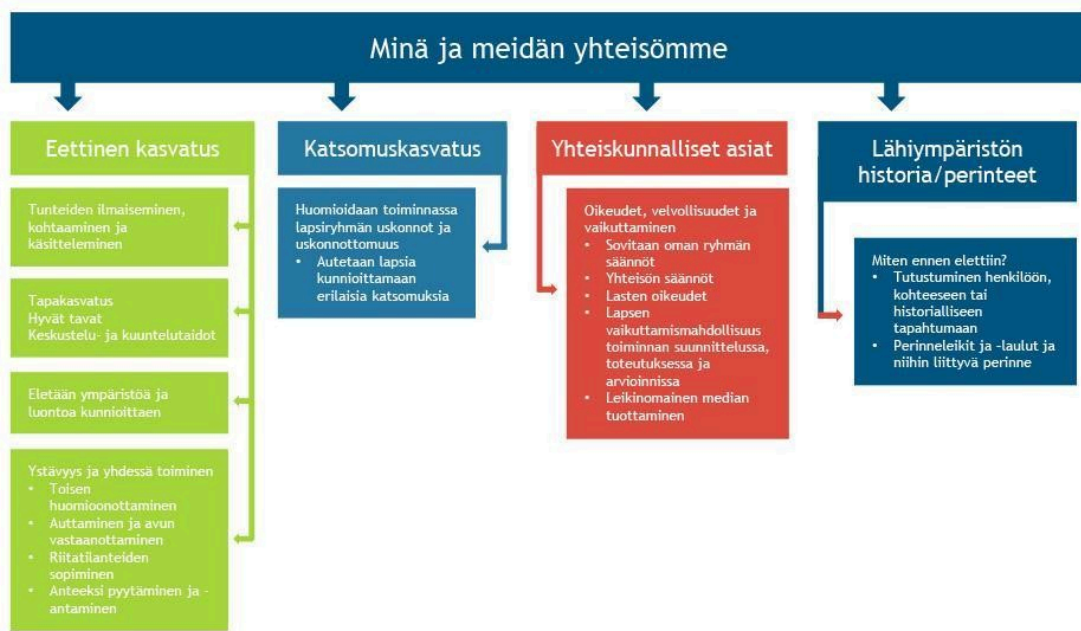 Minä ja meidän yhteisömme
Eettinen kasvatus
Tunteiden ilmaiseminen,
kohtaaminen ja
käsitteleminen
Tapakasvatus
Hyvät tavat
Keskustelu- ja kuuntelutaidot
Eletään ympäristöä ja
luontoa kunnioittaen
Ystävyys ja yhdessä toiminen
• Toisen
huomioonottaminen
• Auttaminen ja avun
vastaanottaminen
• Riitatilanteiden
sopiminen
• Anteeksi pyytäminen ja -
antaminen
Katsomuskasvatus
Huomioidaan toiminnassa
lapsiryhmän uskonnot ja
uskonnottomuus
• Autetaan lapsia
kunnioittamaan
erilaisia katsomuksia
Yhteiskunnalliset asiat
Oikeudet, velvollisuudet ja
vaikuttaminen
• Sovitaan oman ryhmän
säännöt
• Yhteisön säännöt
• Lasten oikeudet
• Lapsen
vaikuttamismahdollisuus
toiminnan suunnittelussa,
toteutuksessa ja
arvioinnissa
• Leikinomainen median
tuottaminen
Lähiympäristön
historia/perinteet
Miten ennen elettiin?
• Tutustuminen henkilöön,
kohteeseen tai
historialliseen
tapahtumaan
• Perinneleikit ja -laulut ja
niihin liittyvä perinne